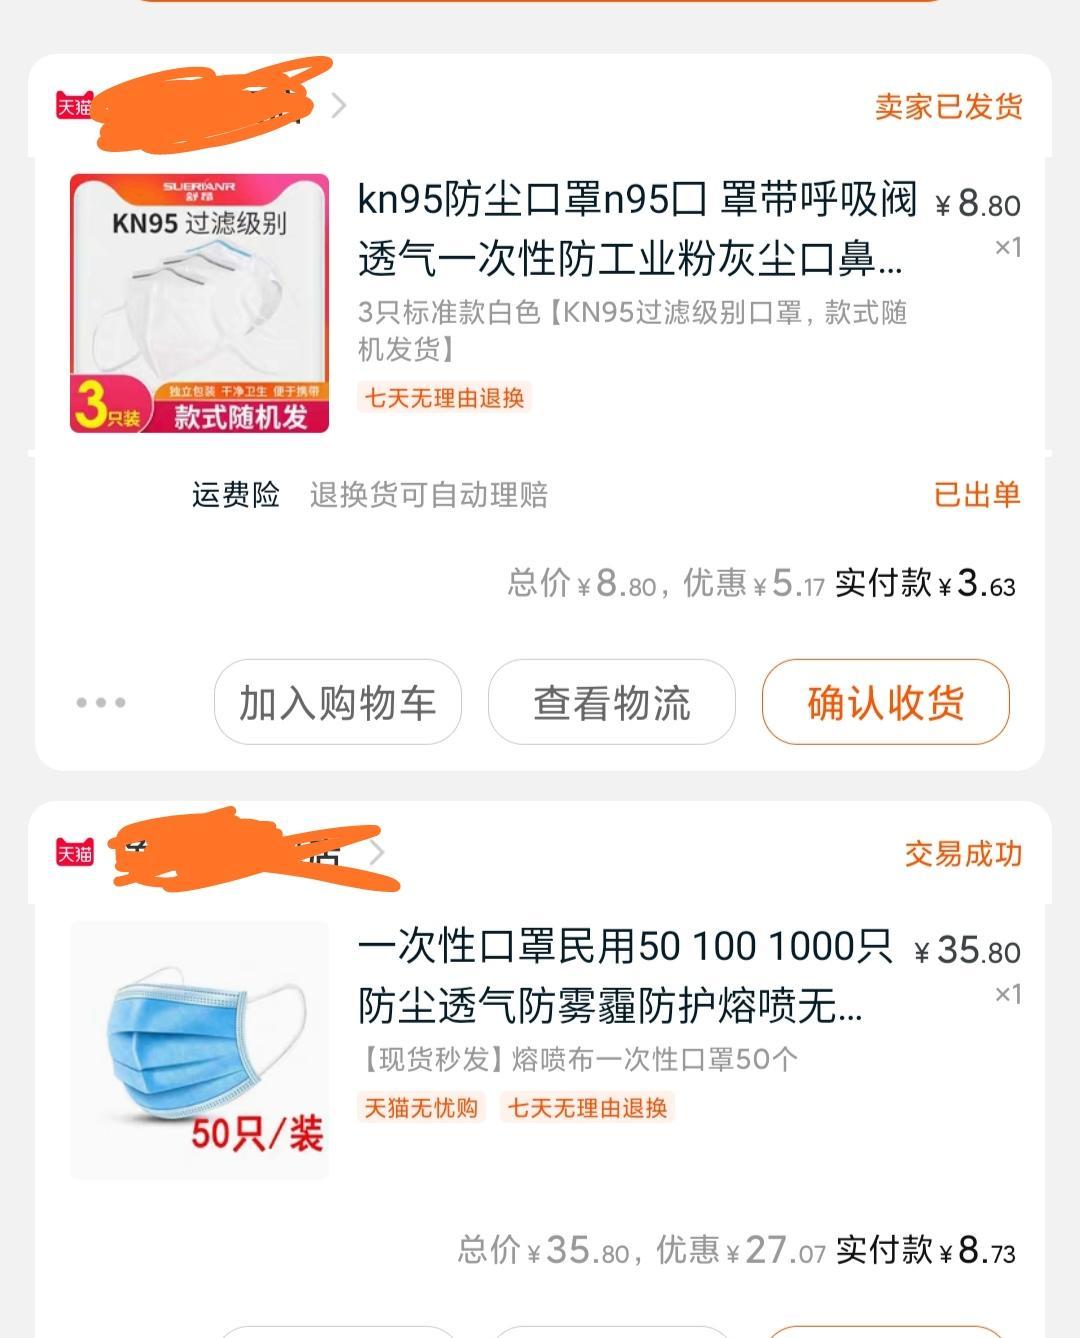 天猫
卖家已发货
SUERIANR
舒昂
KN95 过滤级别
3只装
独立包装 干净卫生 便于携带
款式随机发
kn95防尘口罩n95口 罩带呼吸阀
¥8.80
透气一次性防工业粉灰尘口鼻...
×1
3只标准款白色【KN95过滤级别口罩，款式随
机发货】
七天无理由退换
运费险 退换货可自动理赔 已出单
总价¥8.80，优惠¥5.17 实付款¥3.63
加入购物车 查看物流 确认收货
天猫
店
交易成功
50只/装
一次性口罩民用50 100 1000只
¥35.80
防尘透气防雾霾防护熔喷无...
×1
【现货秒发】熔喷布一次性口罩50个
天猫无忧购 七天无理由退换
总价¥35.80，优惠¥27.07 实付款¥8.73